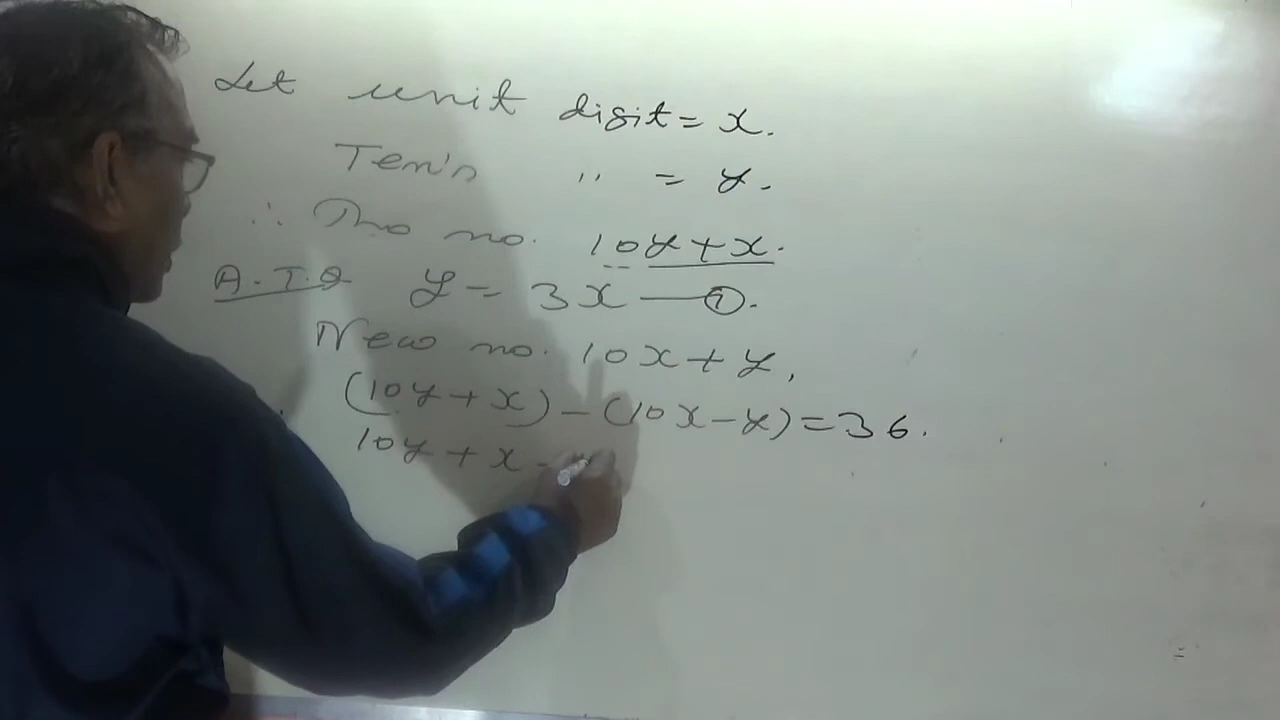 Let unit digit = x.
Ten's " = y.
∴ The no. 10y + x.
A.T.Q y = 3x — ①.
New no. 10x + y,
(10y + x) - (10x - y) = 36.
10y + x -